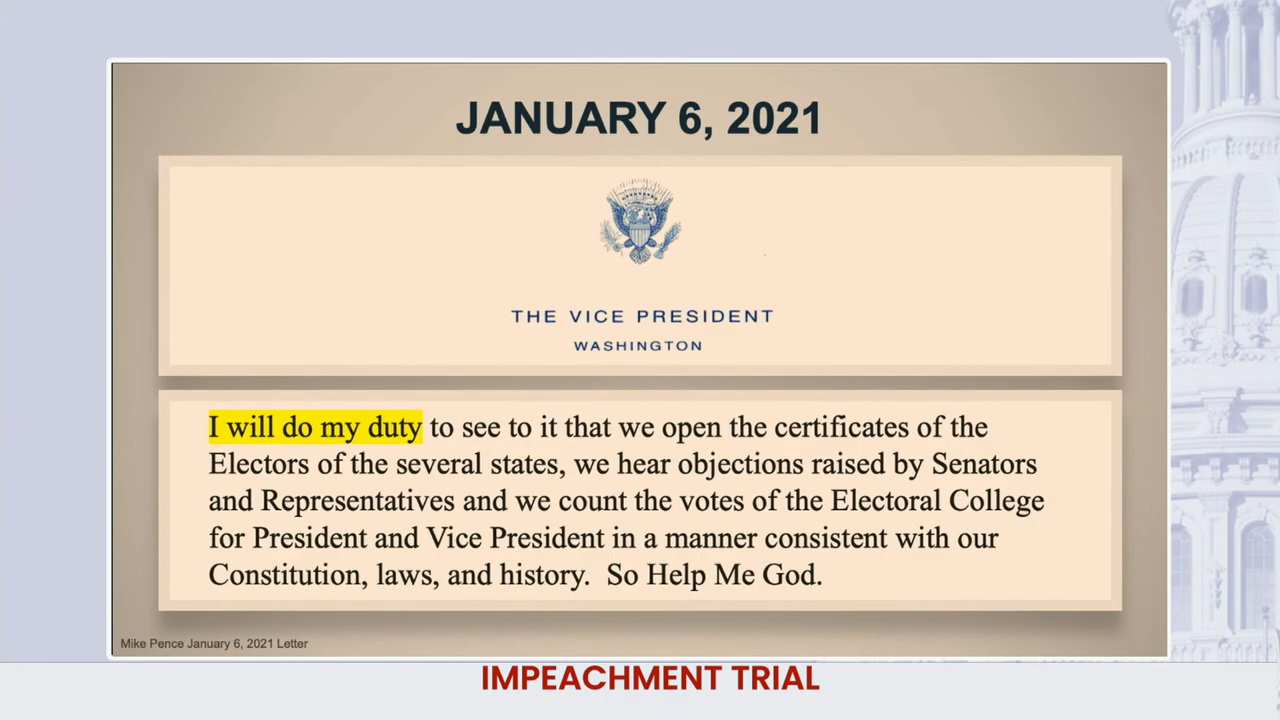 JANUARY 6, 2021
THE VICE PRESIDENT
WASHINGTON
I will do my duty to see to it that we open the certificates of the
Electors of the several states, we hear objections raised by Senators
and Representatives and we count the votes of the Electoral College
for President and Vice President in a manner consistent with our
Constitution, laws, and history.  So Help Me God.
Mike Pence January 6, 2021 Letter
IMPEACHMENT TRIAL